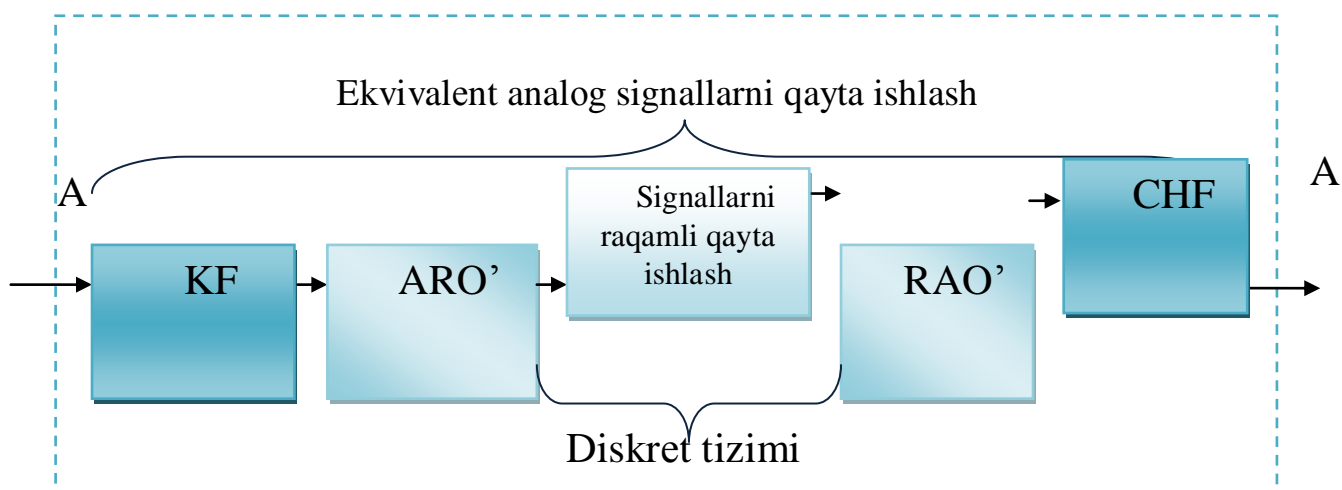 Ekvivalent analog signallarni qayta ishlash
A
A
KF
ARO’
Signallarni
raqamli qayta
ishlash
RAO’
CHF
Diskret tizimi